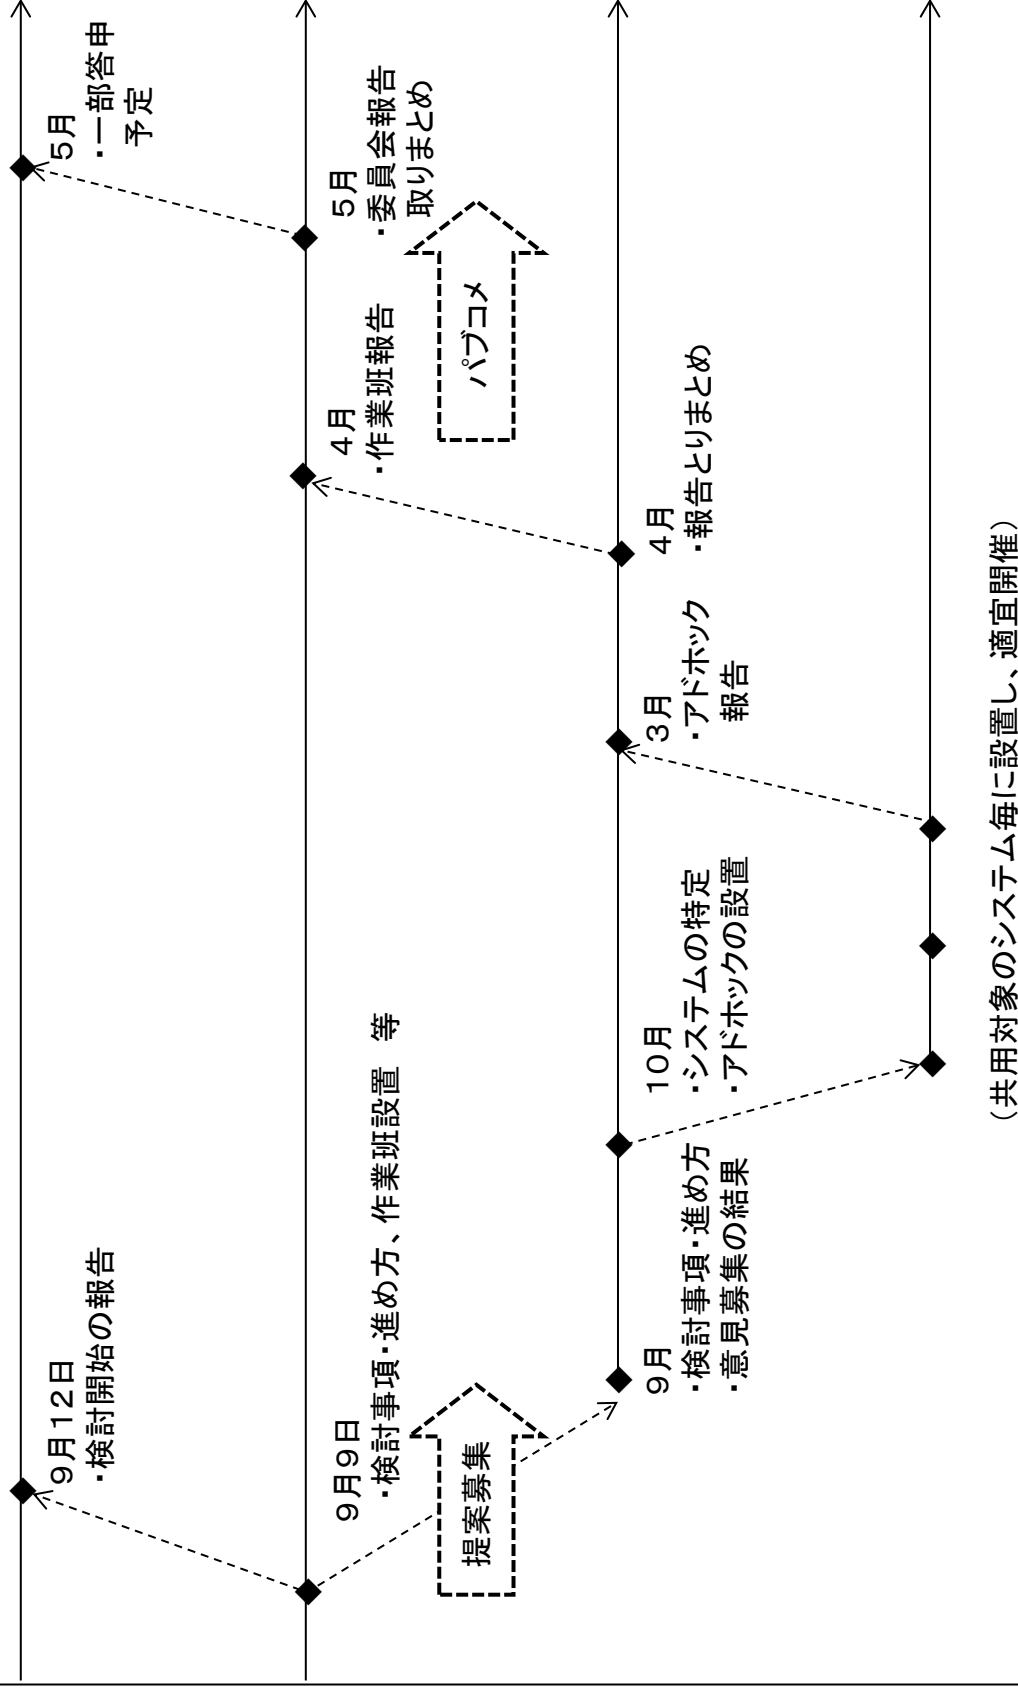 ９月１２日
・検討開始の報告
５月
・一部答申
予定
９月９日
・検討事項・進め方、作業班設置　等
４月
・作業班報告
５月
・委員会報告
取りまとめ
提案募集
パブコメ
９月
・検討事項・進め方
・意見募集の結果
１０月
・システムの特定
・アドホックの設置
３月
・アドホック
報告
４月
・報告とりまとめ
（共用対象のシステム毎に設置し、適宜開催）